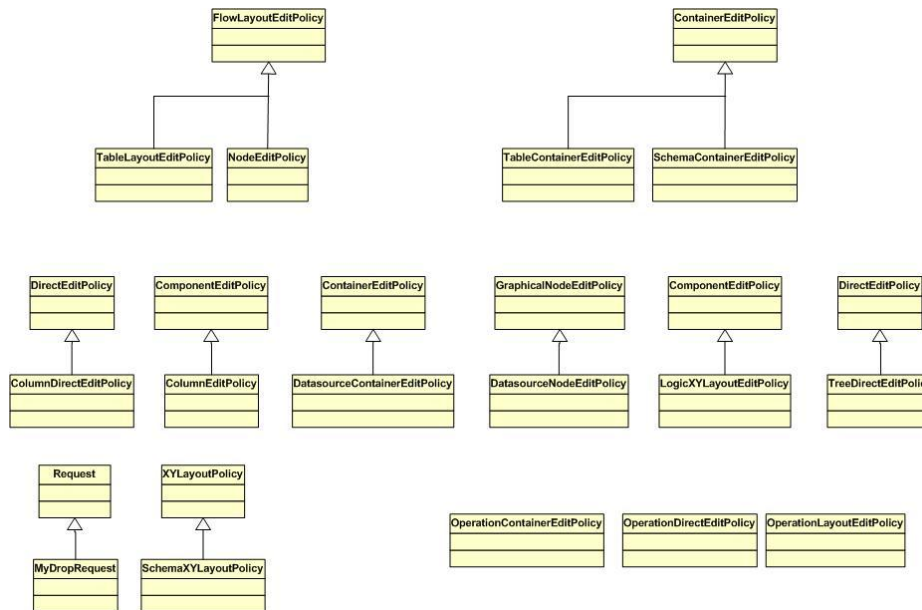 FlowLayoutEditPolicy
ContainerEditPolicy
TableLayoutEditPolicy
NodeEditPolicy
TableContainerEditPolicy
SchemaContainerEditPolicy
DirectEditPolicy
ComponentEditPolicy
ContainerEditPolicy
GraphicalNodeEditPolicy
ComponentEditPolicy
DirectEditPolicy
ColumnDirectEditPolicy
ColumnEditPolicy
DatasourceContainerEditPolicy
DatasourceNodeEditPolicy
LogicXYLayoutEditPolicy
TreeDirectEditPolic
Request
XYLayoutPolicy
OperationContainerEditPolicy
OperationDirectEditPolicy
OperationLayoutEditPolicy
MyDropRequest
SchemaXYLayoutPolicy